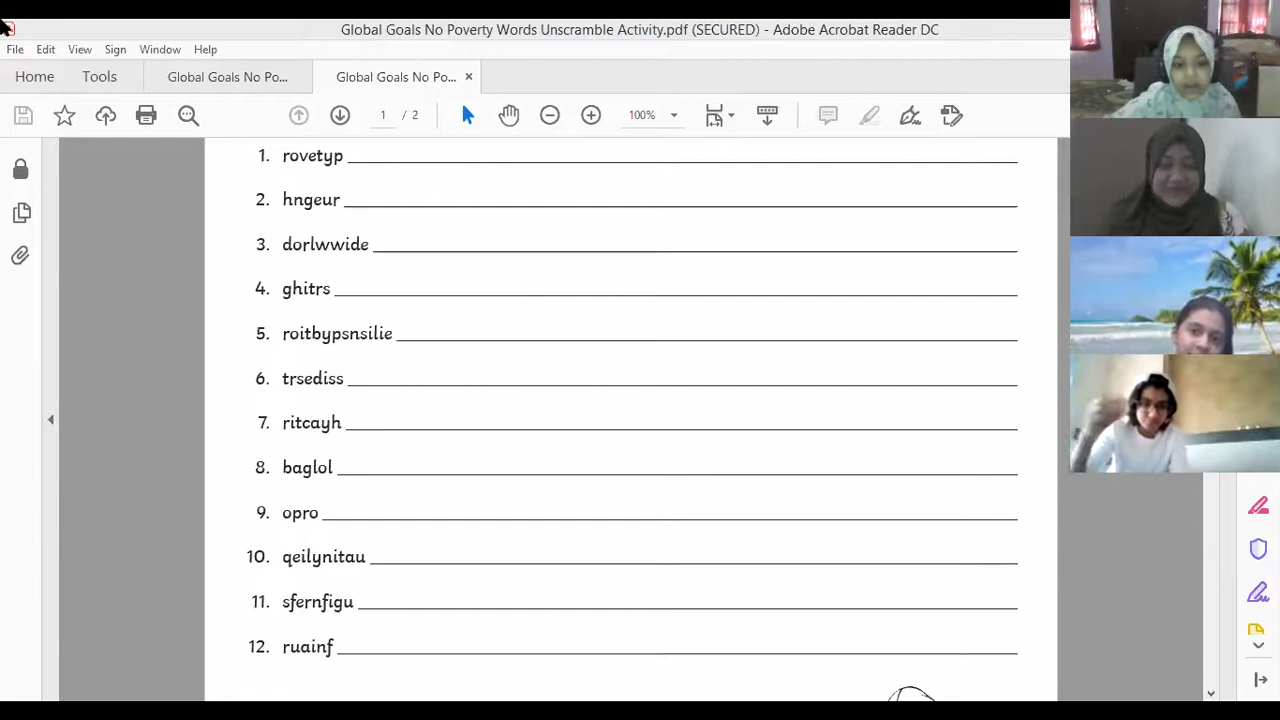 Global Goals No Poverty Words Unscramble Activity.pdf (SECURED) - Adobe Acrobat Reader DC
File Edit View Sign Window Help
Home Tools Global Goals No Po... Global Goals No Po... ×
1 / 2 100%
1. rovetyp
2. hngeur
3. dorlwwide
4. ghitrs
5. roitbypsnsilie
6. trsediss
7. ritcayh
8. baglol
9. opro
10. qeilynitau
11. sfernfigu
12. ruainf